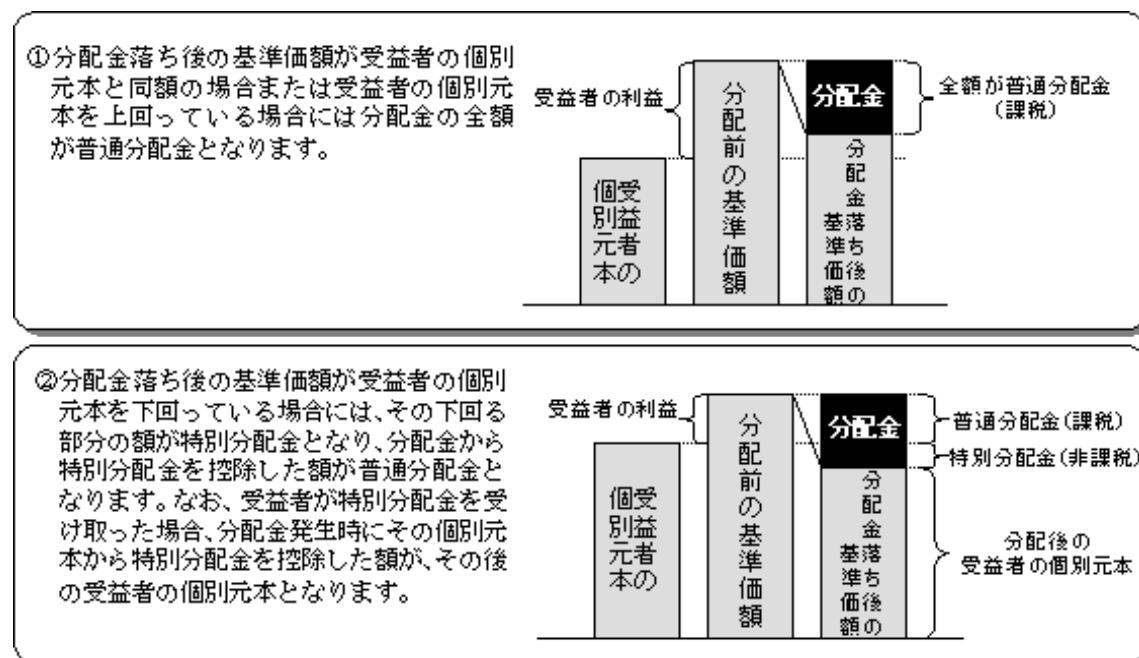 ①分配金落ち後の基準価額が受益者の個別
元本と同額の場合または受益者の個別元
本を上回っている場合には分配金の全額
が普通分配金となります。
受益者の利益
受益者の
個別元本
分配前の基準価額
分配金
分配金落ち後の
基準価額
全額が普通分配金
(課税)
②分配金落ち後の基準価額が受益者の個別
元本を下回っている場合には、その下回る
部分の額が特別分配金となり、分配金から
特別分配金を控除した額が普通分配金と
なります。なお、受益者が特別分配金を受
け取った場合、分配金発生時にその個別元
本から特別分配金を控除した額が、その後
の受益者の個別元本となります。
受益者の利益
受益者の
個別元本
分配前の基準価額
分配金
分配金落ち後の
基準価額
普通分配金(課税)
特別分配金(非課税)
分配後の
受益者の個別元本